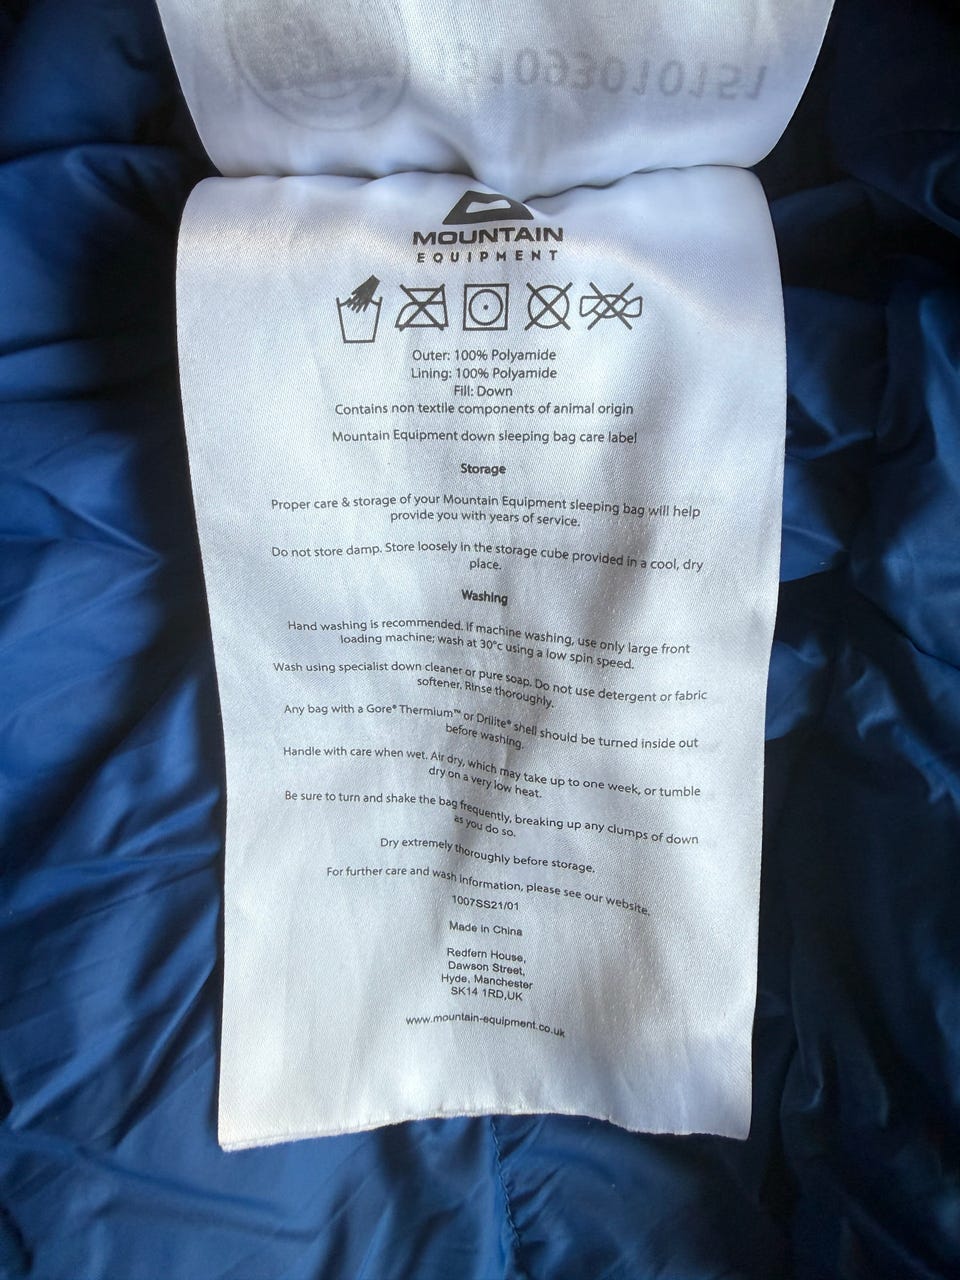 MOUNTAIN
EQUIPMENT
Outer: 100% Polyamide
Lining: 100% Polyamide
Fill: Down
Contains non textile components of animal origin
Mountain Equipment down sleeping bag care label
Storage
Proper care & storage of your Mountain Equipment sleeping bag will help
provide you with years of service.
Do not store damp. Store loosely in the storage cube provided in a cool, dry
place.
Washing
Hand washing is recommended. If machine washing, use only large front
loading machine; wash at 30°c using a low spin speed.
Wash using specialist down cleaner or pure soap. Do not use detergent or fabric
softener. Rinse thoroughly.
Any bag with a Gore® Thermium™ or Drilite® shell should be turned inside out
before washing.
Handle with care when wet. Air dry, which may take up to one week, or tumble
dry on a very low heat.
Be sure to turn and shake the bag frequently, breaking up any clumps of down
as you do so.
Dry extremely thoroughly before storage.
For further care and wash information, please see our website.
1007SS21/01
Made in China
Redfern House,
Dawson Street,
Hyde, Manchester
SK14 1RD,UK
www.mountain-equipment.co.uk